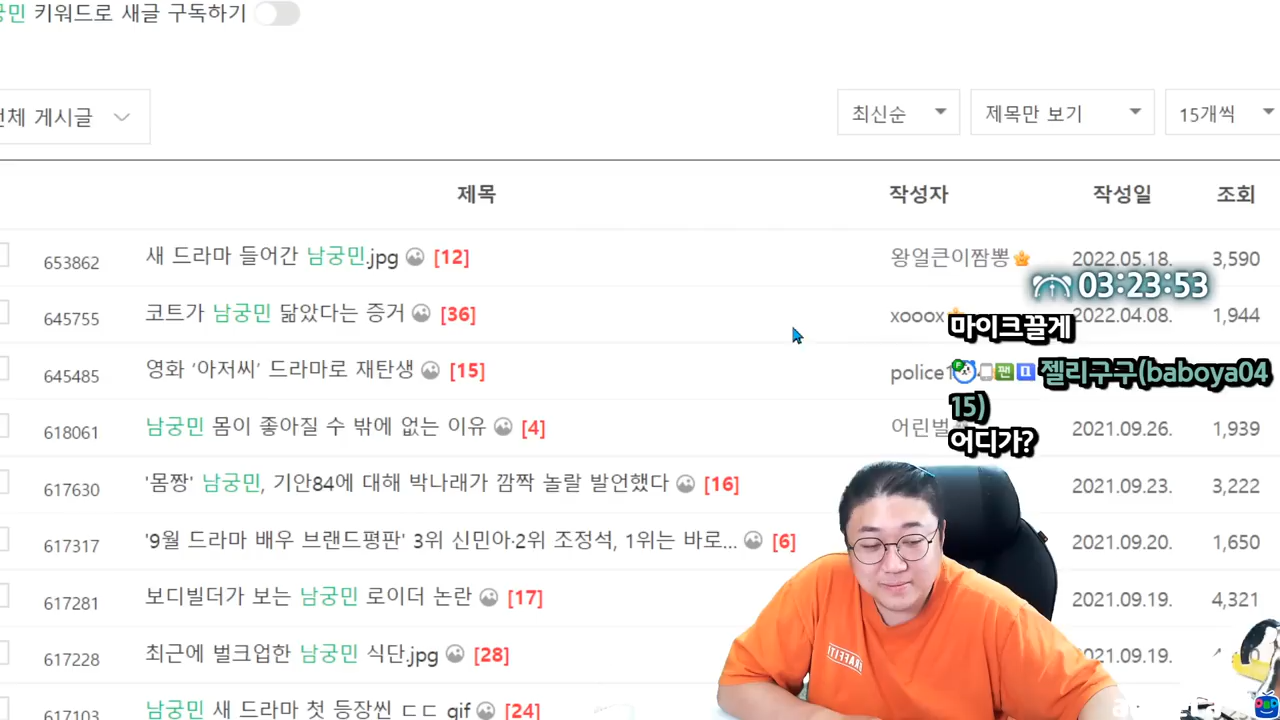 궁민 키워드로 새글 구독하기
전체 게시글
최신순 제목만 보기 15개씩
제목 작성자 작성일 조회
653862 새 드라마 들어간 남궁민.jpg [12] 왕얼큰이짬뽕 2022.05.18. 3,590
03:23:53
645755 코트가 남궁민 닮았다는 증거 [36] xooox 2022.04.08. 1,944
마이크끌게
645485 영화 ‘아저씨’ 드라마로 재탄생 [15] police1
팬 젤리구구(baboya04
15)
어디가?
618061 남궁민 몸이 좋아질 수 밖에 없는 이유 [4] 어린벌 2021.09.26. 1,939
617630 '몸짱' 남궁민, 기안84에 대해 박나래가 깜짝 놀랄 발언했다 [16] 2021.09.23. 3,222
617317 '9월 드라마 배우 브랜드평판' 3위 신민아·2위 조정석, 1위는 바로... [6] 2021.09.20. 1,650
617281 보디빌더가 보는 남궁민 로이더 논란 [17] 2021.09.19. 4,321
617228 최근에 벌크업한 남궁민 식단.jpg [28] 2021.09.19.
617103 남궁민 새 드라마 첫 등장씬 ㄷㄷ gif [24]